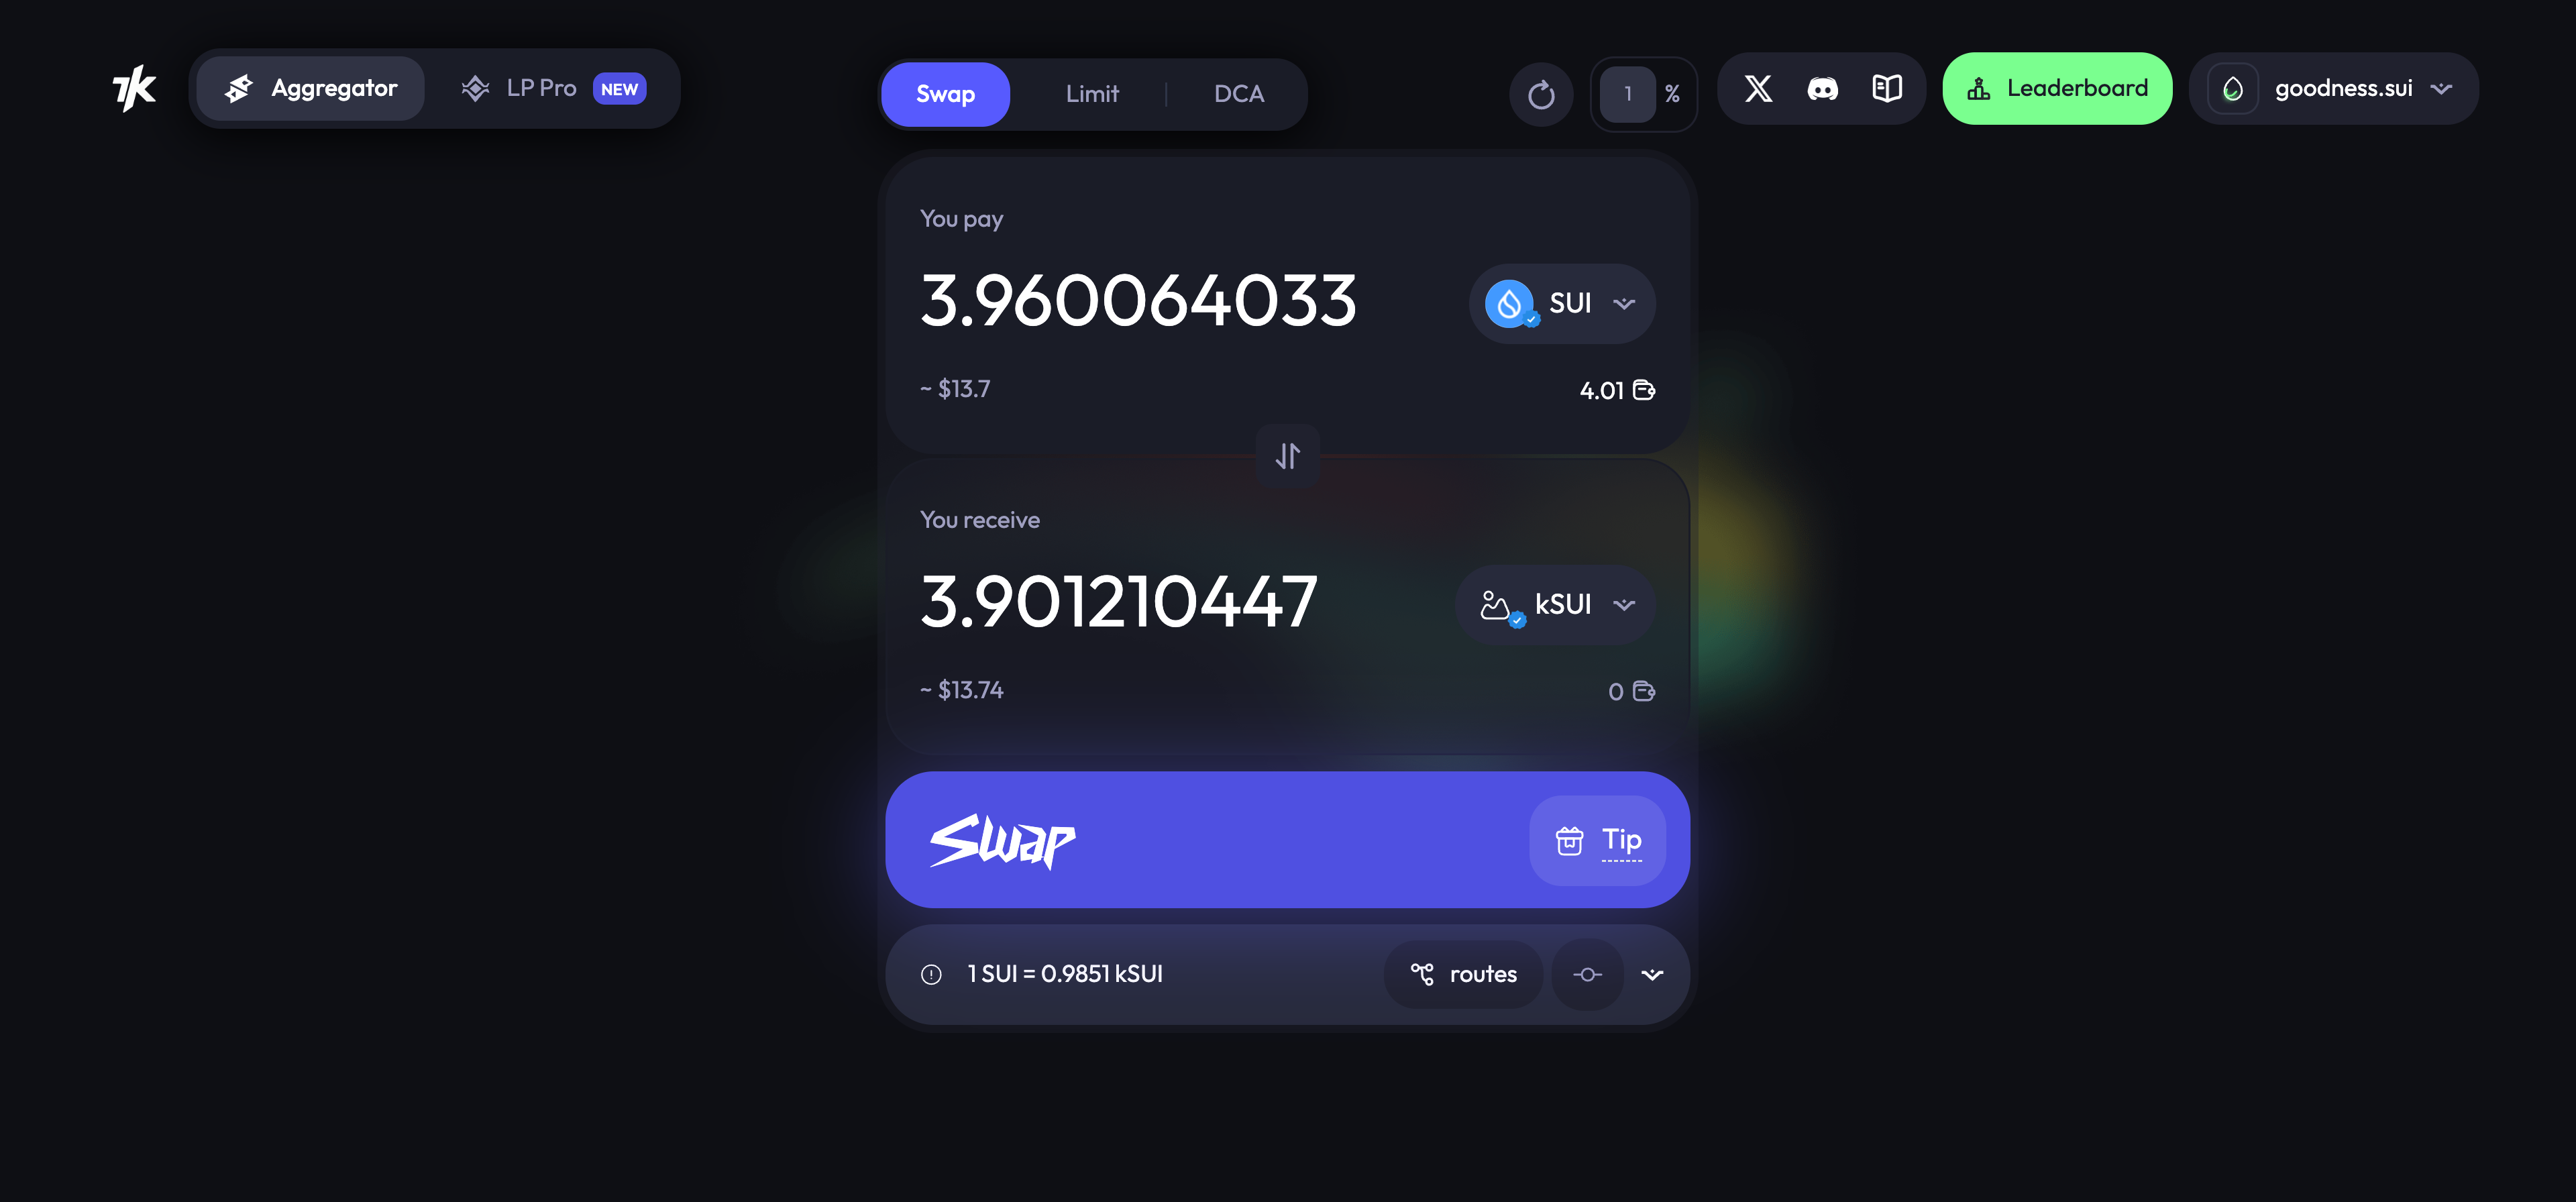 7k
Aggregator
LP Pro NEW
Swap
Limit
DCA
1 %
Leaderboard
goodness.sui
You pay
3.960064033
SUI
~ $13.7
4.01
You receive
3.901210447
kSUI
~ $13.74
0
Swap
Tip
1 SUI = 0.9851 kSUI
routes